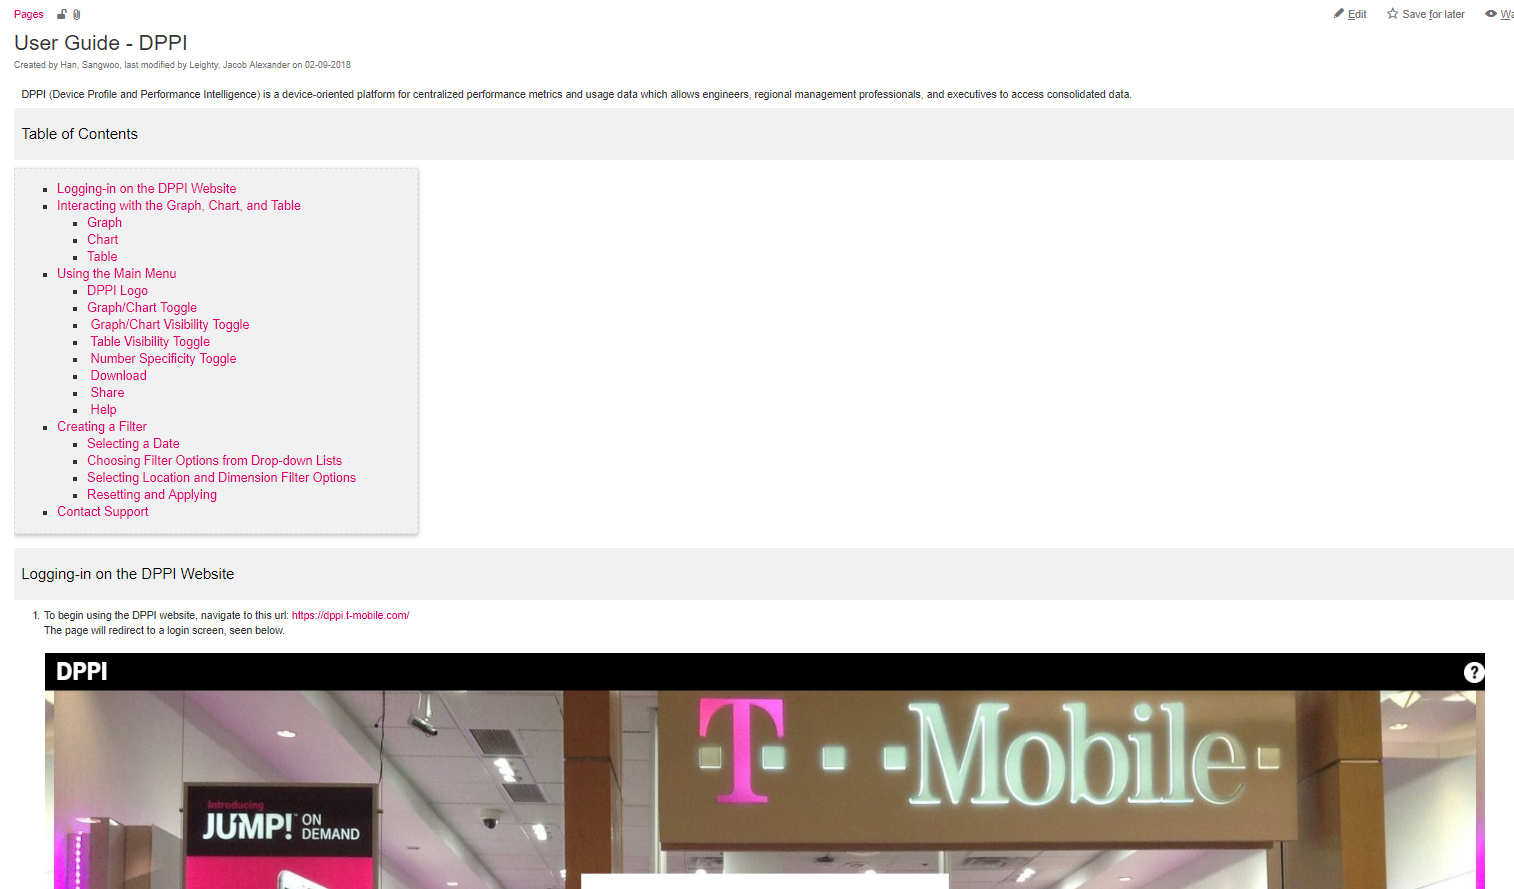 Pages
Edit Save for later Wa
User Guide - DPPI
Created by Han, Sangwoo, last modified by Leighty, Jacob Alexander on 02-09-2018
DPPI (Device Profile and Performance Intelligence) is a device-oriented platform for centralized performance metrics and usage data which allows engineers, regional management professionals, and executives to access consolidated data.
Table of Contents
Logging-in on the DPPI Website
Interacting with the Graph, Chart, and Table
Graph
Chart
Table
Using the Main Menu
DPPI Logo
Graph/Chart Toggle
Graph/Chart Visibility Toggle
Table Visibility Toggle
Number Specificity Toggle
Download
Share
Help
Creating a Filter
Selecting a Date
Choosing Filter Options from Drop-down Lists
Selecting Location and Dimension Filter Options
Resetting and Applying
Contact Support
Logging-in on the DPPI Website
1. To begin using the DPPI website, navigate to this url: https://dppi.t-mobile.com/
The page will redirect to a login screen, seen below.
DPPI ?
T Mobile
Introducing
JUMP! ON DEMAND